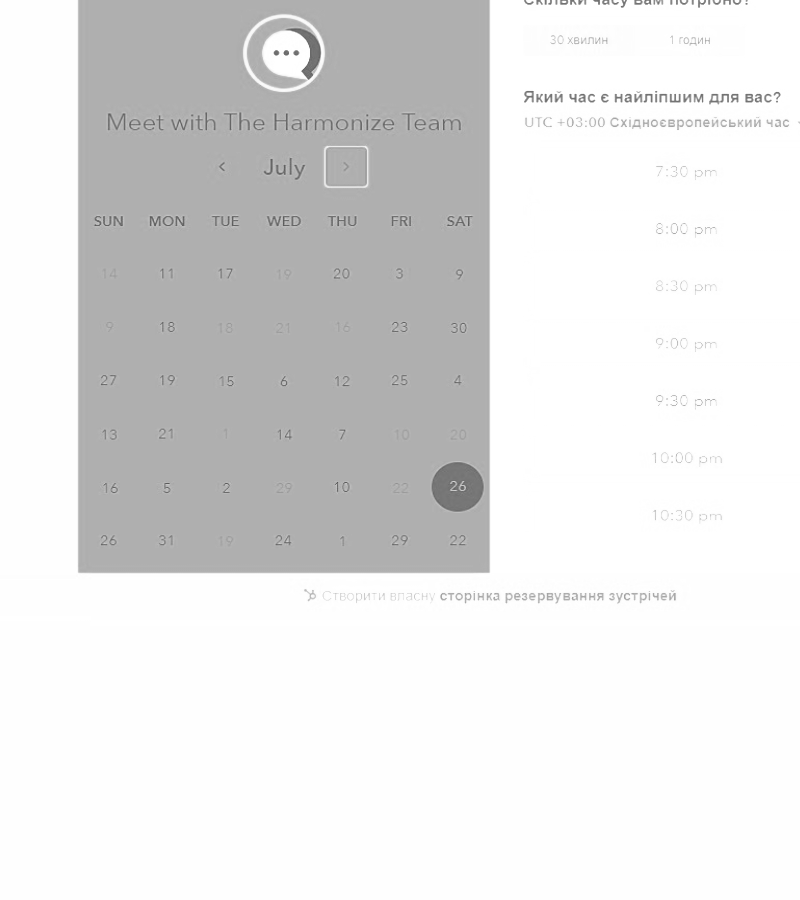 Скільки часу вам потрібно?
30 хвилин 1 годин
Meet with The Harmonize Team
July
SUN MON TUE WED THU FRI SAT
14 11 17 19 20 3 9
9 18 18 21 16 23 30
27 19 15 6 12 25 4
13 21 1 14 7 10 20
16 5 2 29 10 22 26
26 31 19 24 1 29 22
Який час є найліпшим для вас?
UTC +03:00 Східноєвропейський час
7:30 pm
8:00 pm
8:30 pm
9:00 pm
9:30 pm
10:00 pm
10:30 pm
Створити власну сторінка резервування зустрічей